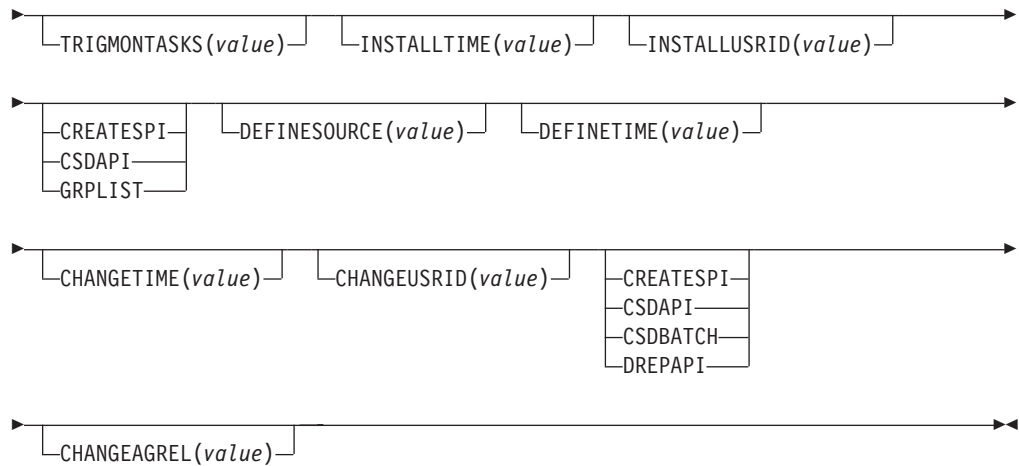 TRIGMONTASKS(value) INSTALLTIME(value) INSTALLUSRID(value)
CREATESPI DEFINESOURCE(value) DEFINETIME(value)
CSDAPI
GRPLIST
CHANGETIME(value) CHANGEUSRID(value) CREATESPI
CSDAPI
CSDBATCH
DREPAPI
CHANGEAGREL(value)